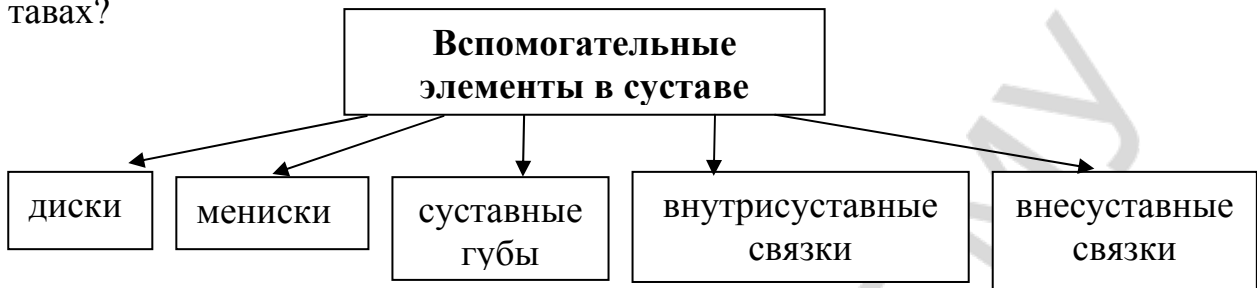 тавах?
Вспомогательные
элементы в суставе
диски
мениски
суставные
губы
внутрисуставные
связки
внесуставные
связки